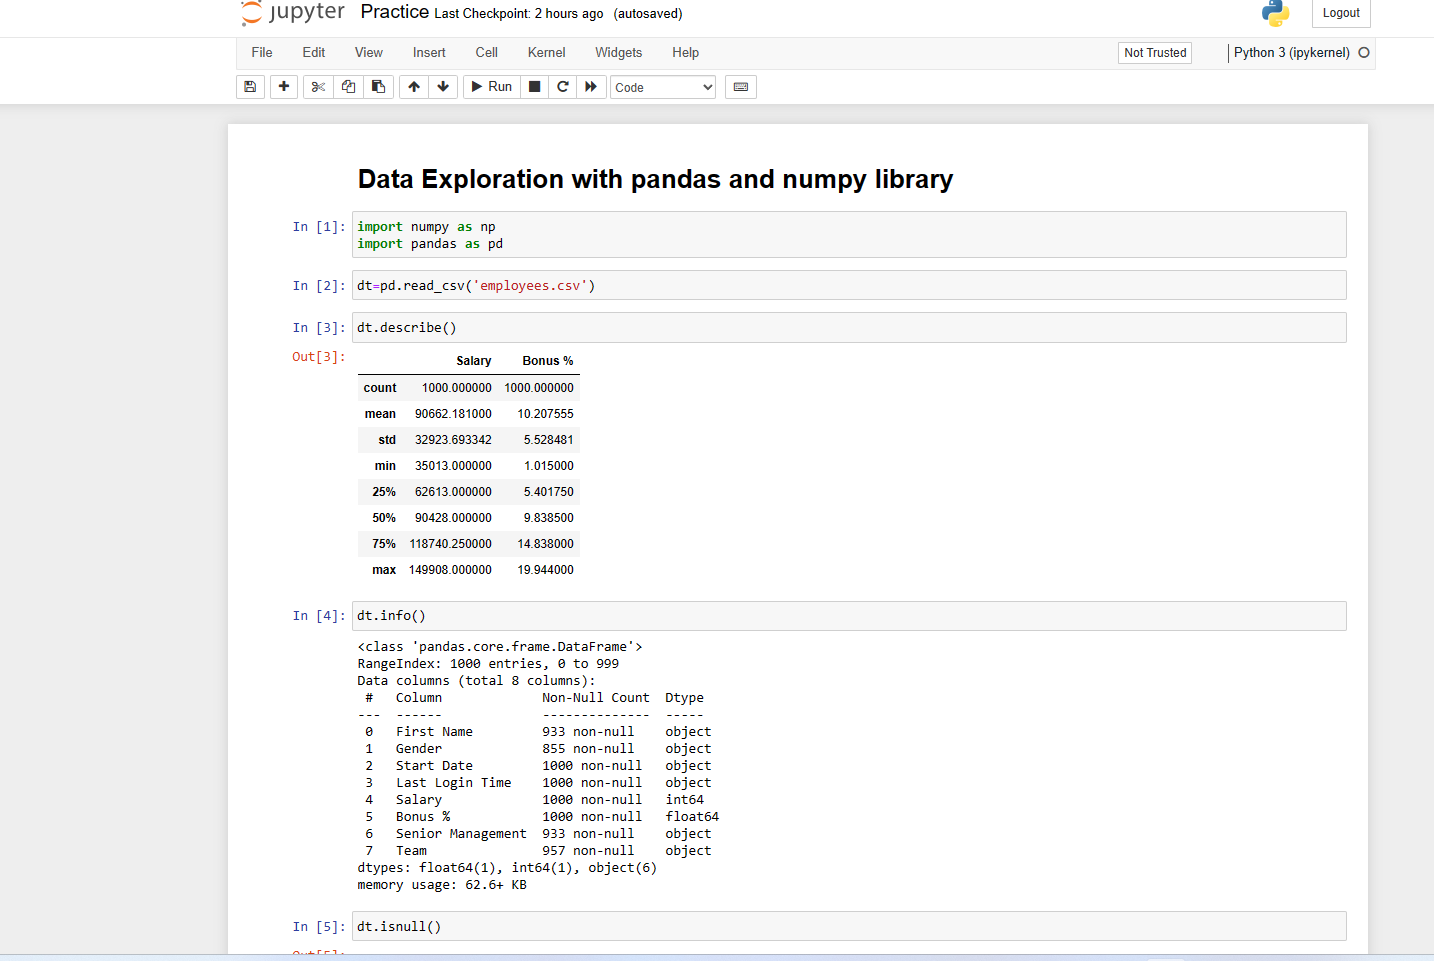 jupyter Practice Last Checkpoint: 2 hours ago (autosaved) Logout
File Edit View Insert Cell Kernel Widgets Help Not Trusted Python 3 (ipykernel)
Run Code
Data Exploration with pandas and numpy library
In [1]: import numpy as np
import pandas as pd
In [2]: dt=pd.read_csv('employees.csv')
In [3]: dt.describe()
Out[3]:
Salary Bonus %
count 1000.000000 1000.000000
mean 90662.181000 10.207555
std 32923.693342 5.528481
min 35013.000000 1.015000
25% 62613.000000 5.401750
50% 90428.000000 9.838500
75% 118740.250000 14.838000
max 149908.000000 19.944000
In [4]: dt.info()
<class 'pandas.core.frame.DataFrame'>
RangeIndex: 1000 entries, 0 to 999
Data columns (total 8 columns):
# Column Non-Null Count Dtype
--- ------ -------------- -----
0 First Name 933 non-null object
1 Gender 855 non-null object
2 Start Date 1000 non-null object
3 Last Login Time 1000 non-null object
4 Salary 1000 non-null int64
5 Bonus % 1000 non-null float64
6 Senior Management 933 non-null object
7 Team 957 non-null object
dtypes: float64(1), int64(1), object(6)
memory usage: 62.6+ KB
In [5]: dt.isnull()
Out[5]: